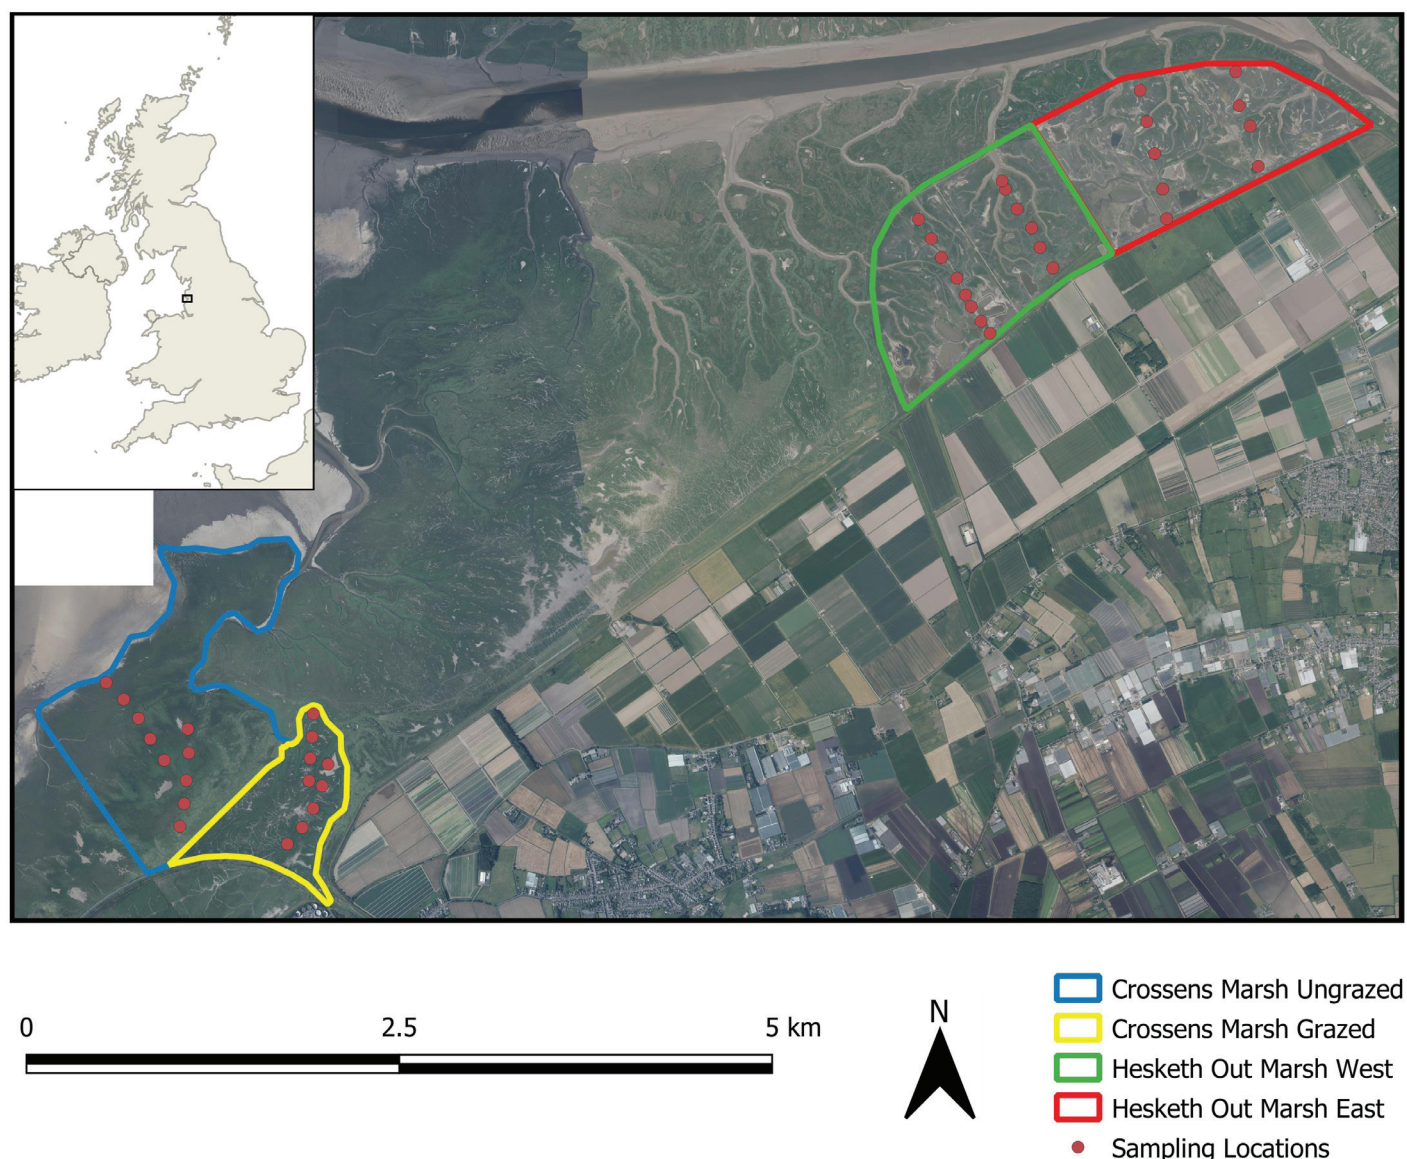 0 2.5 5 km
N
Crossens Marsh Ungrazed
Crossens Marsh Grazed
Hesketh Out Marsh West
Hesketh Out Marsh East
Sampling Locations